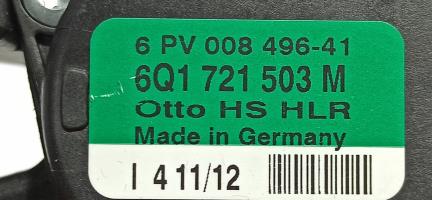 6 PV 008 496-41
6Q1 721 503 M
Otto HS HLR
Made in Germany
I 4 11/12